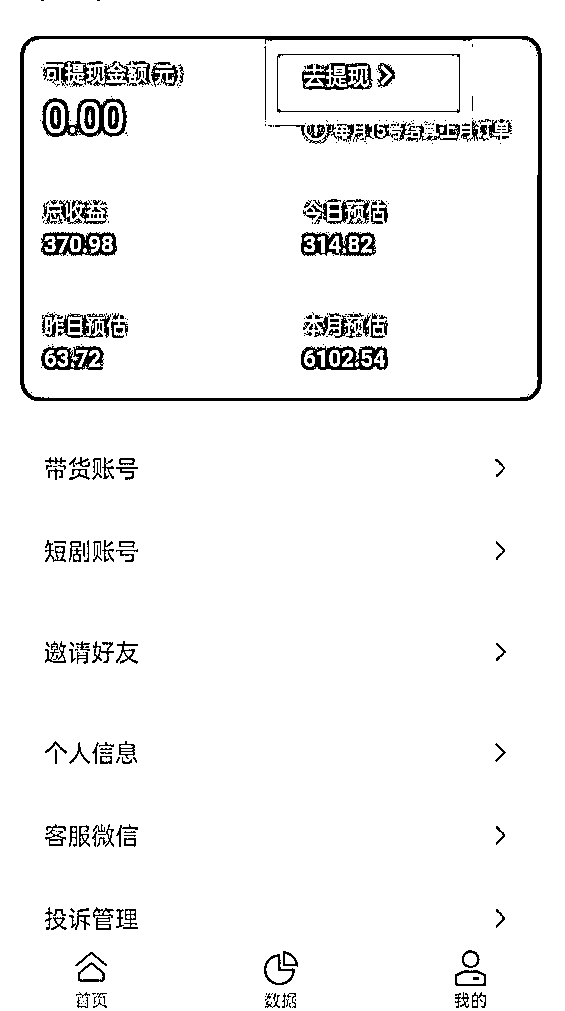 可提现金额(元)
去提现
0.00
每月15号结算上月订单
总收益
今日预估
370.98
314.82
昨日预估
本月预估
63.72
6102.54
带货账号
短剧账号
邀请好友
个人信息
客服微信
投诉管理
首页
数据
我的